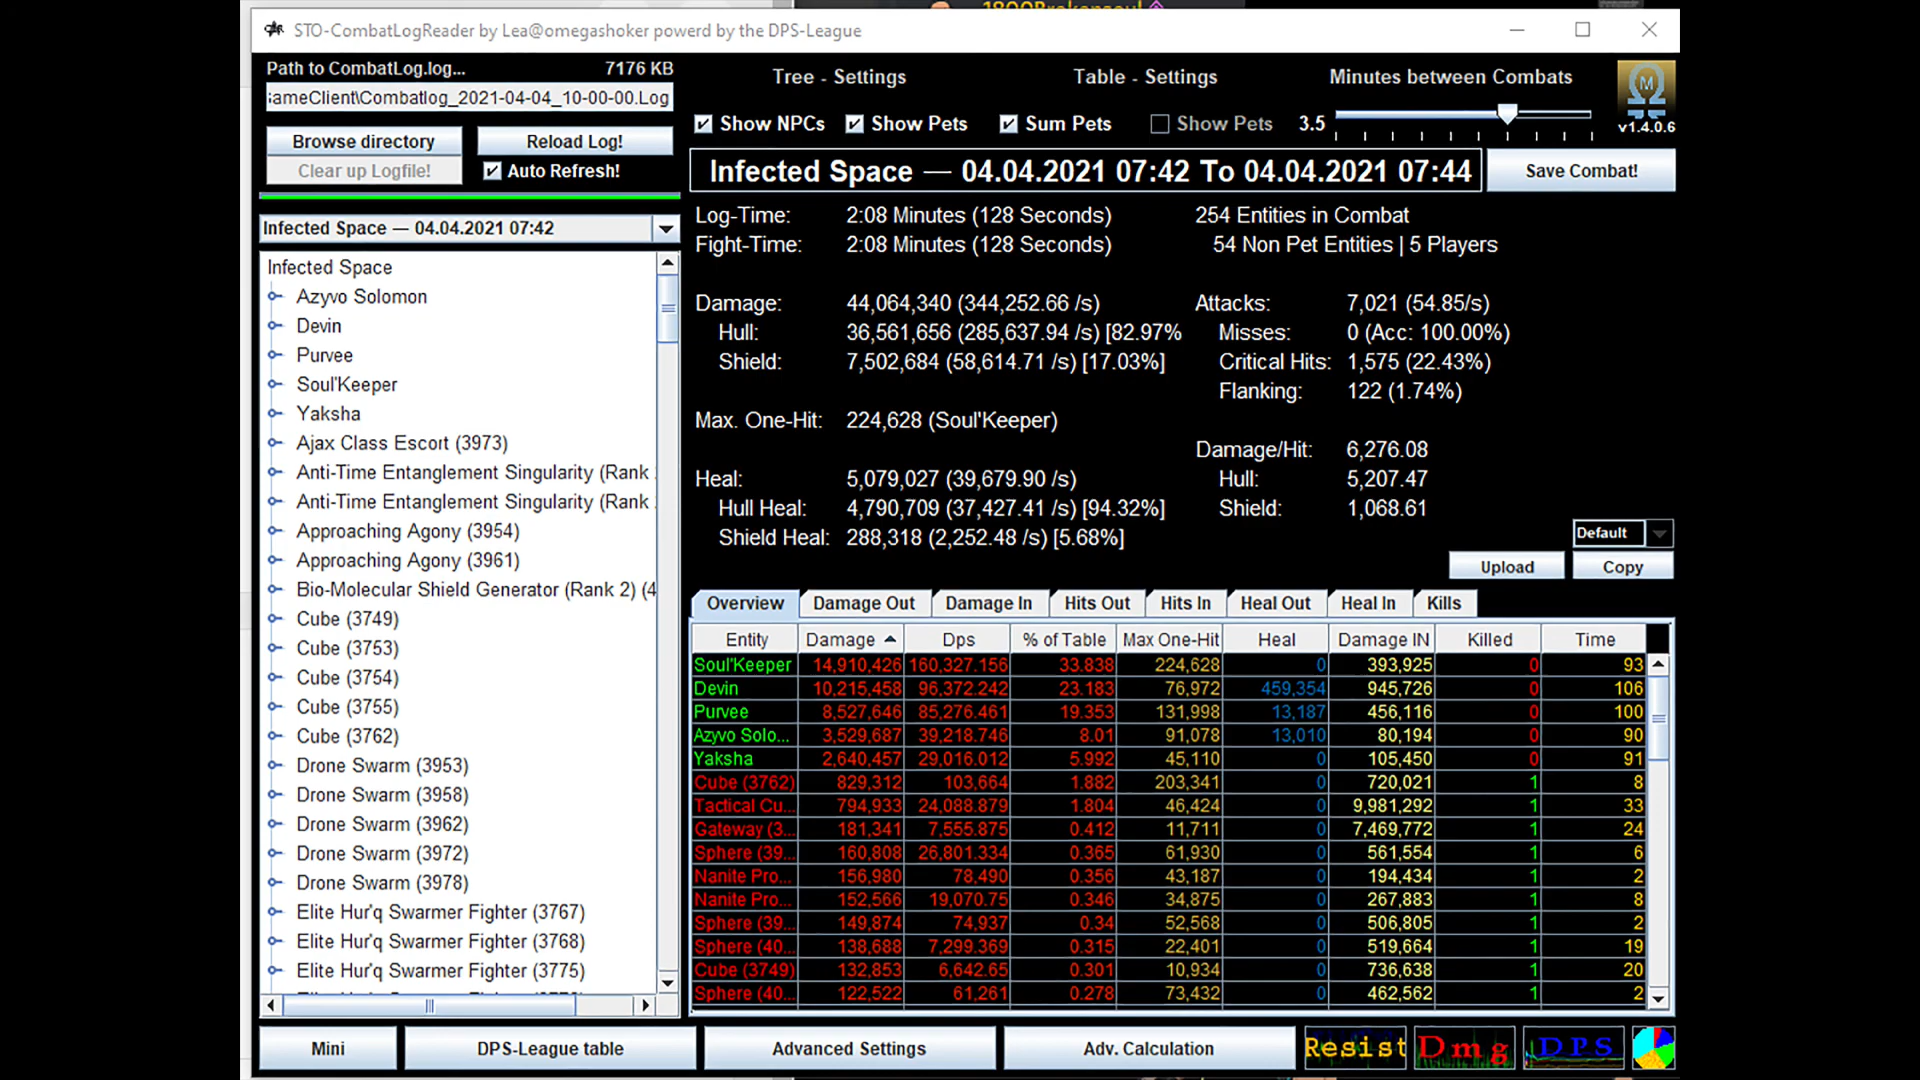 STO-CombatLogReader by Lea@omegashoker powerd by the DPS-League
Path to CombatLog.log... 7176 KB
Tree - Settings
Table - Settings
Minutes between Combats
ameClient\Combatlog_2021-04-04_10-00-00.Log
Show NPCs
Show Pets
Sum Pets
Show Pets
3.5
v1.4.0.6
Browse directory
Reload Log!
Clear up Logfile!
Auto Refresh!
Infected Space — 04.04.2021 07:42 To 04.04.2021 07:44
Save Combat!
Infected Space — 04.04.2021 07:42
Infected Space
Azyvo Solomon
Devin
Purvee
Soul'Keeper
Yaksha
Ajax Class Escort (3973)
Anti-Time Entanglement Singularity (Rank
Anti-Time Entanglement Singularity (Rank
Approaching Agony (3954)
Approaching Agony (3961)
Bio-Molecular Shield Generator (Rank 2) (4
Cube (3749)
Cube (3753)
Cube (3754)
Cube (3755)
Cube (3762)
Drone Swarm (3953)
Drone Swarm (3958)
Drone Swarm (3962)
Drone Swarm (3972)
Drone Swarm (3978)
Elite Hur'q Swarmer Fighter (3767)
Elite Hur'q Swarmer Fighter (3768)
Elite Hur'q Swarmer Fighter (3775)
Log-Time: 2:08 Minutes (128 Seconds)
Fight-Time: 2:08 Minutes (128 Seconds)
254 Entities in Combat
54 Non Pet Entities | 5 Players
Damage: 44,064,340 (344,252.66 /s)
Hull: 36,561,656 (285,637.94 /s) [82.97%
Shield: 7,502,684 (58,614.71 /s) [17.03%]
Max. One-Hit: 224,628 (Soul'Keeper)
Heal: 5,079,027 (39,679.90 /s)
Hull Heal: 4,790,709 (37,427.41 /s) [94.32%]
Shield Heal: 288,318 (2,252.48 /s) [5.68%]
Attacks: 7,021 (54.85/s)
Misses: 0 (Acc: 100.00%)
Critical Hits: 1,575 (22.43%)
Flanking: 122 (1.74%)
Damage/Hit: 6,276.08
Hull: 5,207.47
Shield: 1,068.61
Default
Upload
Copy
Overview Damage Out Damage In Hits Out Hits In Heal Out Heal In Kills
Entity Damage Dps % of Table Max One-Hit Heal Damage IN Killed Time
Soul'Keeper 14,910,426 160,327.156 33.838 224,628 0 393,925 0 93
Devin 10,215,458 96,372.242 23.183 76,972 459,354 945,726 0 106
Purvee 8,527,646 85,276.461 19.353 131,998 13,187 456,116 0 100
Azyvo Solo... 3,529,687 39,218.746 8.01 91,078 13,010 80,194 0 90
Yaksha 2,640,457 29,016.012 5.992 45,110 0 105,450 0 91
Cube (3762) 829,312 103,664 1.882 203,341 0 720,021 1 8
Tactical Cu... 794,933 24,088.879 1.804 46,424 0 9,981,292 1 33
Gateway (3... 181,341 7,555.875 0.412 11,711 0 7,469,772 1 24
Sphere (39... 160,808 26,801.334 0.365 61,930 0 561,554 1 6
Nanite Pro... 156,980 78,490 0.356 43,187 0 194,434 1 2
Nanite Pro... 152,566 19,070.75 0.346 34,875 0 267,883 1 8
Sphere (39... 149,874 74,937 0.34 52,568 0 506,805 1 2
Sphere (40... 138,688 7,299.369 0.315 22,401 0 519,664 1 19
Cube (3749) 132,853 6,642.65 0.301 10,934 0 736,638 1 20
Sphere (40... 122,522 61,261 0.278 73,432 0 462,562 1 2
Mini
DPS-League table
Advanced Settings
Adv. Calculation
Resist
Dmg
DPS